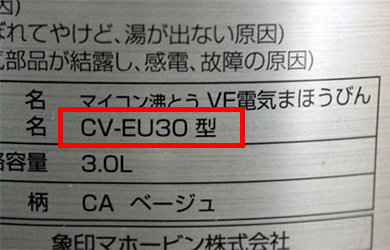 因)
ばれてやけど、湯が出ない原因)
気部品が結露し、感電、故障の原因)
名 マイコン沸とうVE電気まほうびん
名 CV-EU30 型
容量 3.0L
柄 CA ベージュ
象印マホービン株式会社